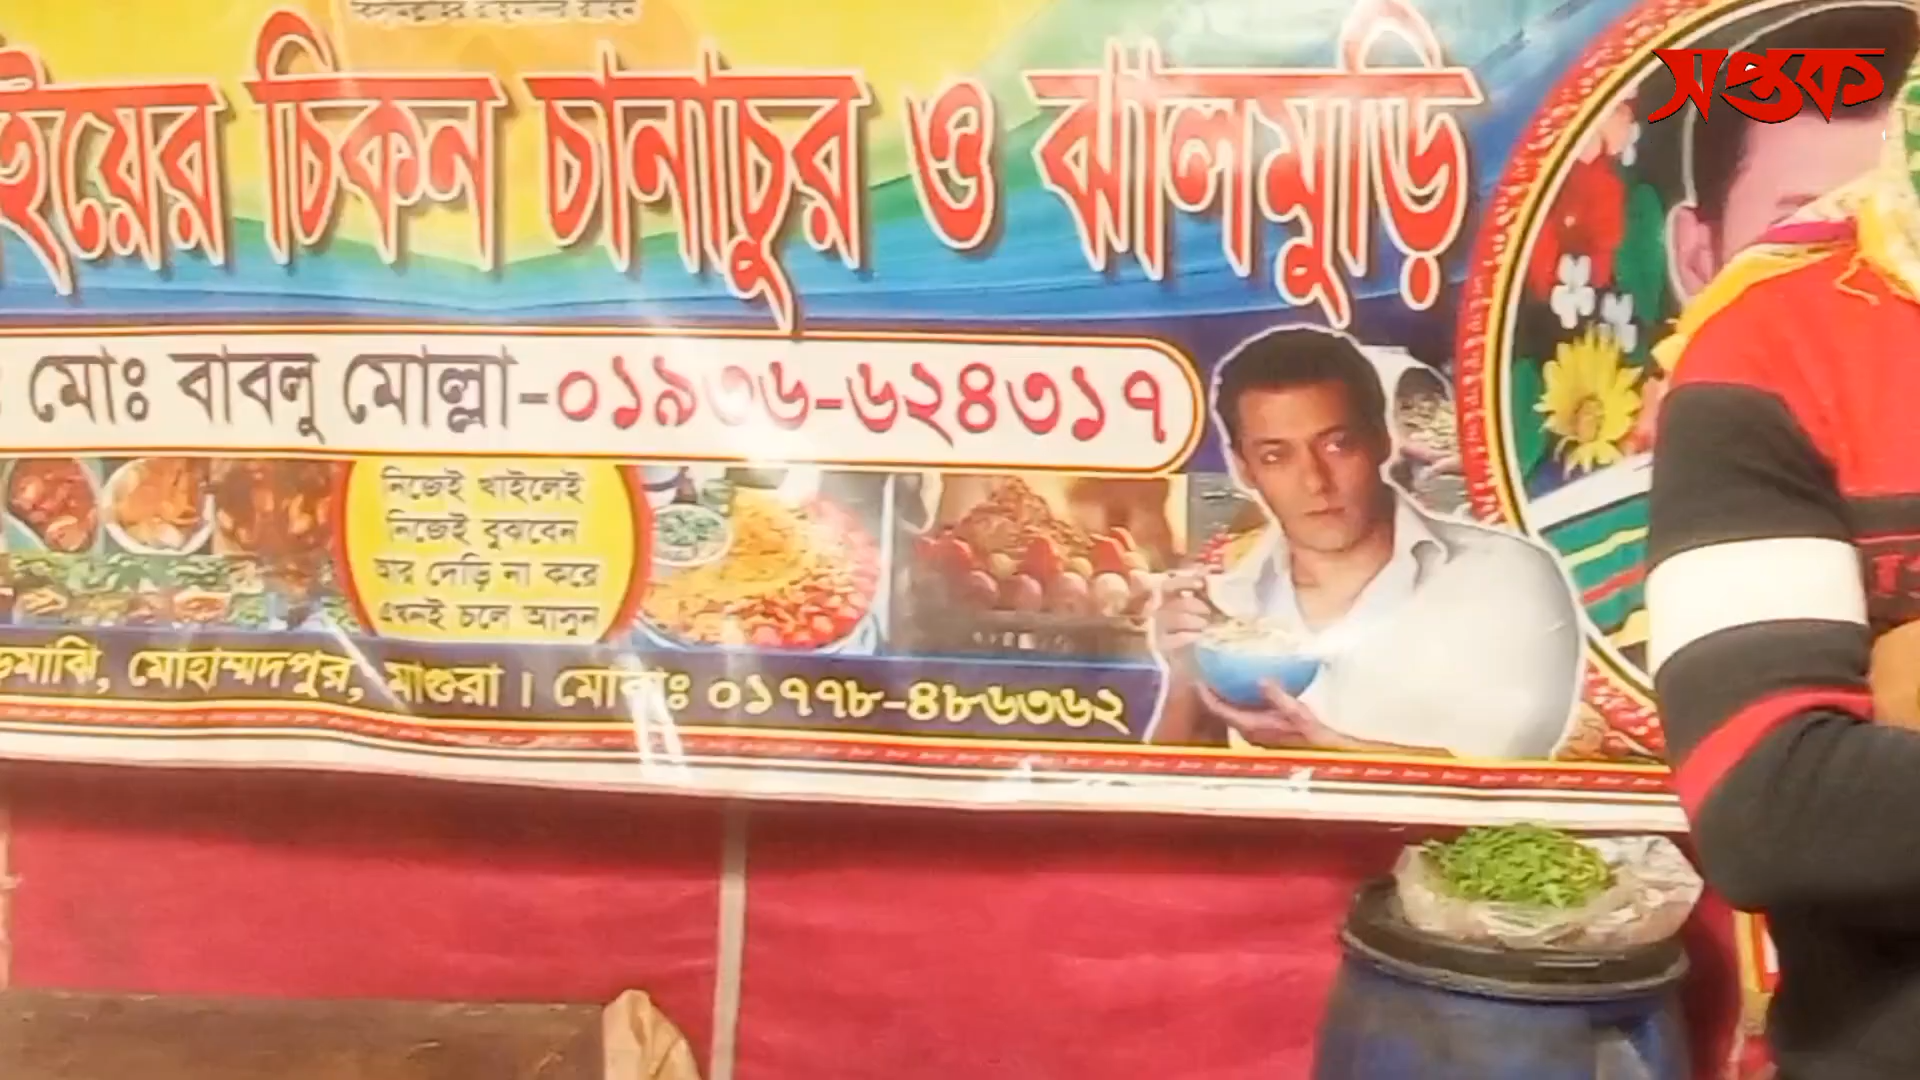 সপ্তক
চিকন চানাচুর ও ঝালমুড়ি
মোঃ বাবলু মোল্লা-০১৯৩৬-৬২৪৩১৭
নিজেই খাইলেই
নিজেই বুঝবেন
আর দেড়ি না করে
এখনই চলে আসুন
মোহাম্মদপুর, মাগুরা। মোবাঃ ০১৭৭৮-৪৮৬৩৬২